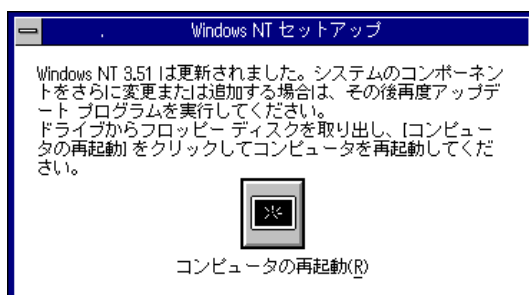 Windows NT セットアップ
Windows NT 3.51 は更新されました。システムのコンポーネン
トをさらに変更または追加する場合は、その後再度アップデ
ート プログラムを実行してください。
ドライブからフロッピー ディスクを取り出し、[コンピュー
タの再起動] をクリックしてコンピュータを再起動してくだ
さい。
コンピュータの再起動(R)